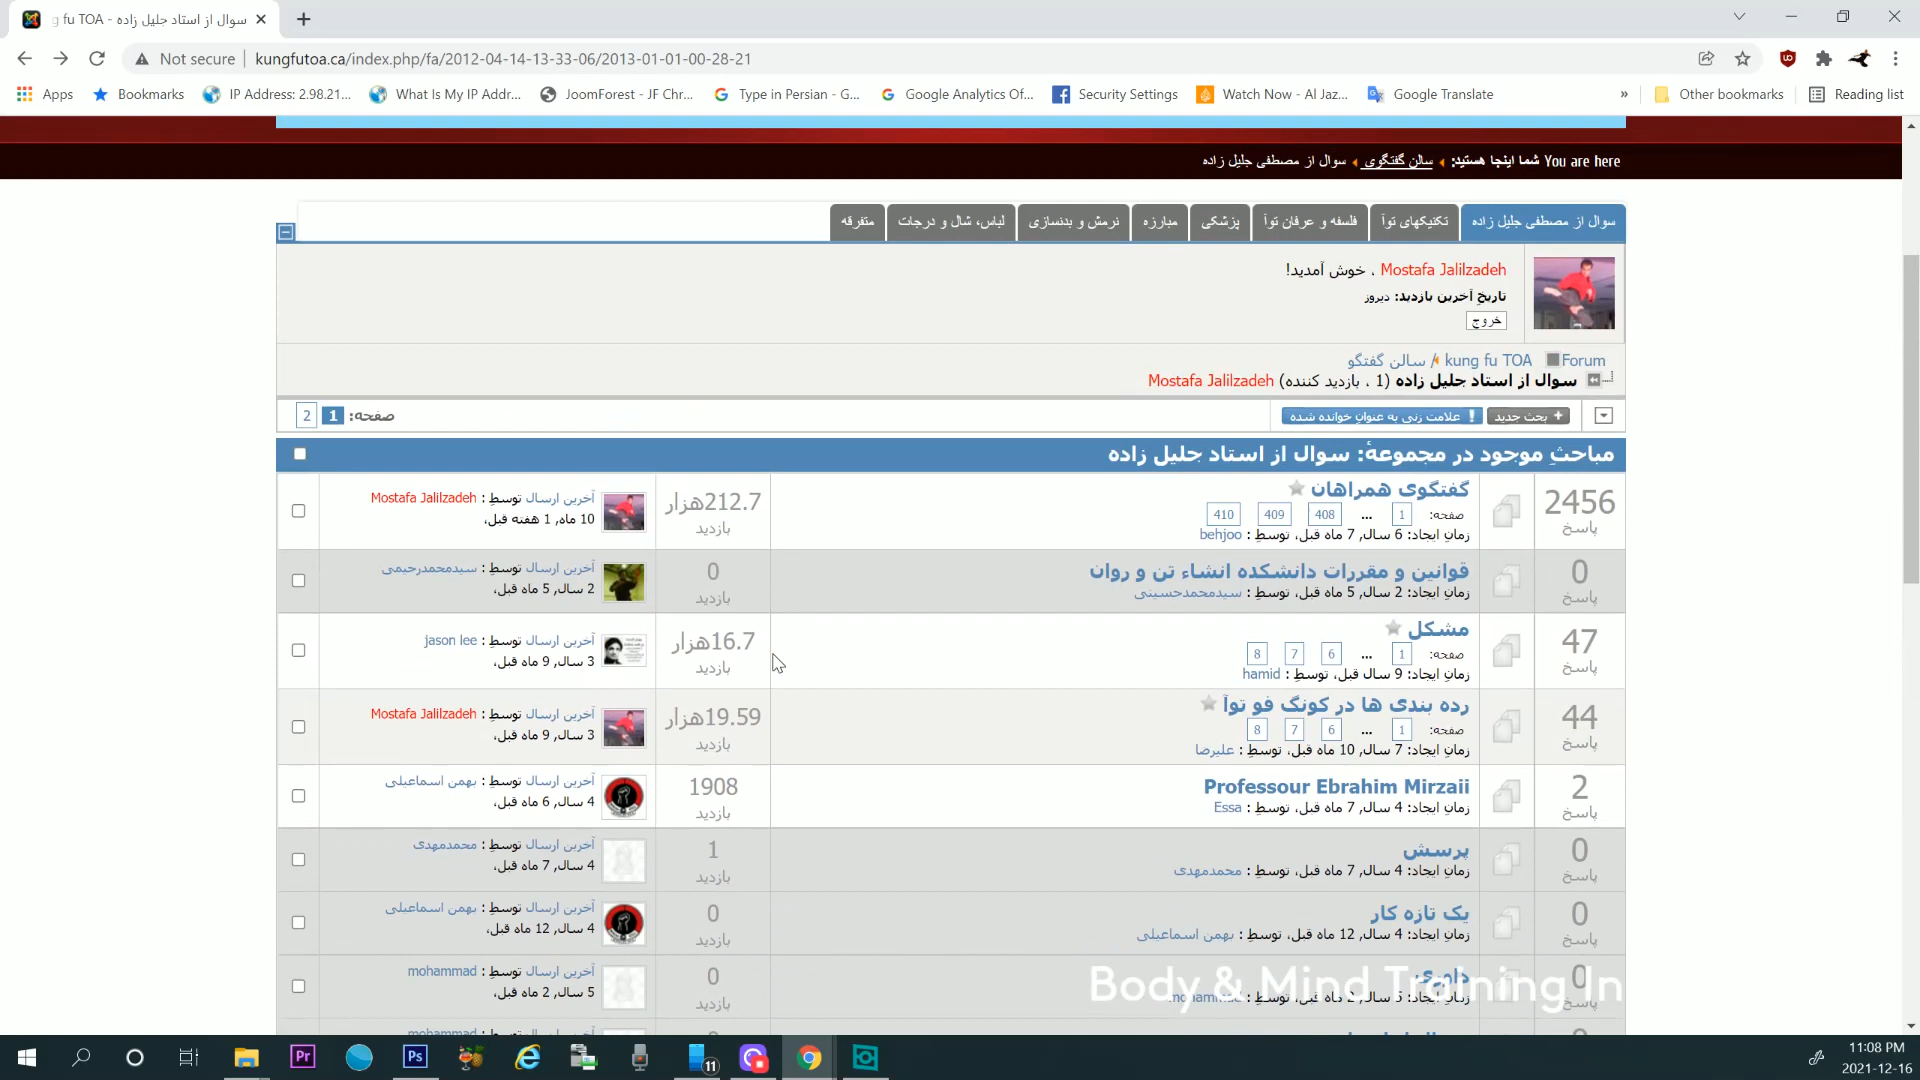 سوال از استاد جلیل زاده - g fu TOA
Not secure
kungfutoa.ca/index.php/fa/2012-04-14-13-33-06/2013-01-01-00-28-21
Apps
Bookmarks
IP Address: 2.98.21...
What Is My IP Addr...
JoomForest - JF Chr...
Type in Persian - G...
Google Analytics Of...
Security Settings
Watch Now - Al Jaz...
Google Translate
»
Other bookmarks
Reading list
You are here شما اینجا هستید: سالن گفتگوی سوال از مصطفی جلیل زاده
سوال از مصطفی جلیل زاده
تکنیکهای توآ
فلسفه و عرفان توآ
پزشکی
مبارزه
نرمش و بدنسازی
لباس، شال و درجات
متفرقه
Mostafa Jalilzadeh ، خوش آمدید!
تاریخِ آخرین بازدید: دیروز
خروج
Forum kung fu TOA / سالن گفتگو
سوال از استاد جلیل زاده (1 ، بازدید کننده) Mostafa Jalilzadeh
+ بحث جدید
! علامت زنی به عنوانِ خوانده شده
صفحه: 1 2
مباحثِ موجود در مجموعهٔ: سوال از استاد جلیل زاده
2456
پاسخ
گفتگوی همراهان
صفحه: 1 ... 408 409 410
زمانِ ایجاد: 6 سال, 7 ماه قبل، توسطِ : behjoo
212.7هزار
بازدید
آخرین ارسال توسطِ : Mostafa Jalilzadeh
10 ماه, 1 هفته قبل،
0
پاسخ
قوانین و مقررات دانشکده انشاء تن و روان
زمانِ ایجاد: 2 سال, 5 ماه قبل، توسطِ : سیدمحمدحسینی
0
بازدید
آخرین ارسال توسطِ : سیدمحمدرحیمی
2 سال, 5 ماه قبل،
47
پاسخ
مشکل
صفحه: 1 ... 6 7 8
زمانِ ایجاد: 9 سال قبل، توسطِ : hamid
16.7هزار
بازدید
آخرین ارسال توسطِ : jason lee
3 سال, 9 ماه قبل،
44
پاسخ
رده بندی ها در کونگ فو توآ
صفحه: 1 ... 6 7 8
زمانِ ایجاد: 7 سال, 10 ماه قبل، توسطِ : علیرضا
19.59هزار
بازدید
آخرین ارسال توسطِ : Mostafa Jalilzadeh
3 سال, 9 ماه قبل،
2
پاسخ
Professour Ebrahim Mirzaii
زمانِ ایجاد: 4 سال, 7 ماه قبل، توسطِ : Essa
1908
بازدید
آخرین ارسال توسطِ : بهمن اسماعیلی
4 سال, 6 ماه قبل،
0
پاسخ
پرسش
زمانِ ایجاد: 4 سال, 7 ماه قبل، توسطِ : محمدمهدی
1
بازدید
آخرین ارسال توسطِ : محمدمهدی
4 سال, 7 ماه قبل،
0
پاسخ
یک تازه کار
زمانِ ایجاد: 4 سال, 12 ماه قبل، توسطِ : بهمن اسماعیلی
0
بازدید
آخرین ارسال توسطِ : بهمن اسماعیلی
4 سال, 12 ماه قبل،
0
پاسخ
داوری
زمانِ ایجاد: 5 سال, 2 ماه قبل، توسطِ : mohammad
0
بازدید
آخرین ارسال توسطِ : mohammad
5 سال, 2 ماه قبل،
Body & Mind Training In
آخرین ارسال توسطِ : mohammad
Pr
Ps
11
11:08 PM
2021-12-16